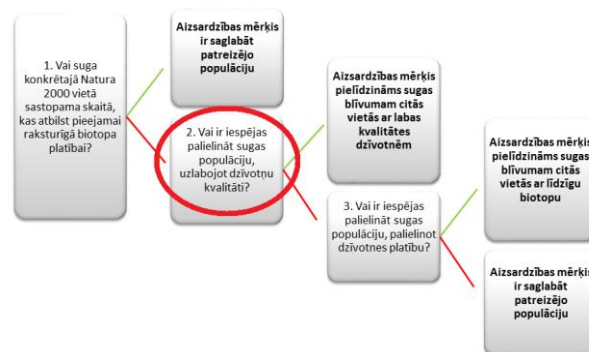 1. Vai suga
konkrētajā Natura
2000 vietā
sastopama skaitā,
kas atbilst pieejamai
raksturīgā biotopa
platībai?
Aizsardzības mērķis
ir saglabāt
patreizējo
populāciju
2. Vai ir iespējas
palielināt sugas
populāciju,
uzlabojot dzīvotņu
kvalitāti?
Aizsardzības mērķis
pielīdzināms sugas
blīvumam citās
vietās ar labas
kvalitātes
dzīvotnēm
3. Vai ir iespējas
palielināt sugas
populāciju, palielinot
dzīvotnes platību?
Aizsardzības mērķis
pielīdzināms sugas
blīvumam citās
vietās ar līdzīgu
biotopu
Aizsardzības mērķis
ir saglabāt
patreizējo
populāciju